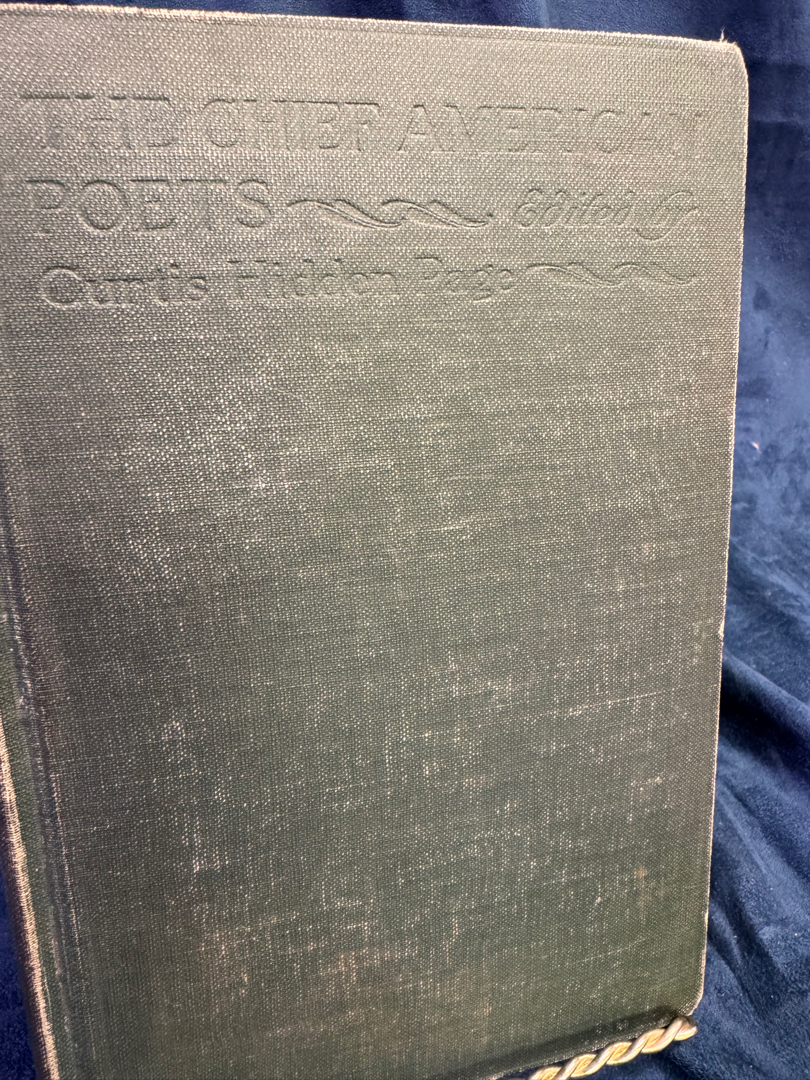 THE CHIEF AMERICAN
POETS Edited by
Curtis Hidden Page